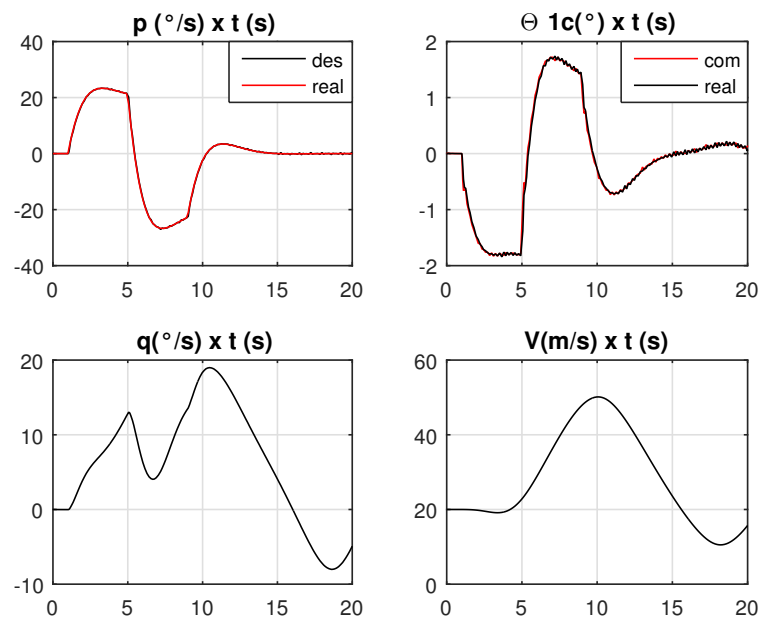 p (°/s) x t (s)
40
20
0
-20
-40
0 5 10 15 20
des
real
Θ 1c(°) x t (s)
2
1
0
-1
-2
0 5 10 15 20
com
real
q(°/s) x t (s)
20
10
0
-10
0 5 10 15 20
V(m/s) x t (s)
60
40
20
0
0 5 10 15 20